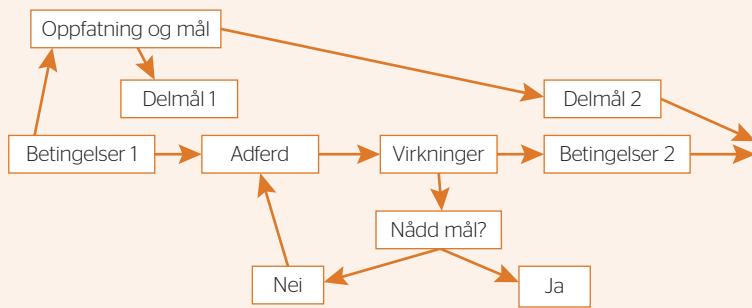 Oppfatning og mål
Delmål 1
Delmål 2
Betingelser 1
Adferd
Virkninger
Betingelser 2
Nådd mål?
Nei
Ja